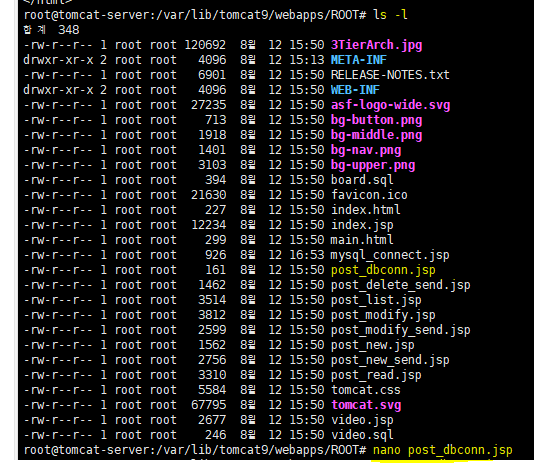 </html>
root@tomcat-server:/var/lib/tomcat9/webapps/ROOT# ls -l
합계 348
-rw-r--r-- 1 root root 120692 8월 12 15:50 3TierArch.jpg
drwxr-xr-x 2 root root 4096 8월 12 15:13 META-INF
-rw-r--r-- 1 root root 6901 8월 12 15:50 RELEASE-NOTES.txt
drwxr-xr-x 2 root root 4096 8월 12 15:50 WEB-INF
-rw-r--r-- 1 root root 27235 8월 12 15:50 asf-logo-wide.svg
-rw-r--r-- 1 root root 713 8월 12 15:50 bg-button.png
-rw-r--r-- 1 root root 1918 8월 12 15:50 bg-middle.png
-rw-r--r-- 1 root root 1401 8월 12 15:50 bg-nav.png
-rw-r--r-- 1 root root 3103 8월 12 15:50 bg-upper.png
-rw-r--r-- 1 root root 394 8월 12 15:50 board.sql
-rw-r--r-- 1 root root 21630 8월 12 15:50 favicon.ico
-rw-r--r-- 1 root root 227 8월 12 15:50 index.html
-rw-r--r-- 1 root root 12234 8월 12 15:50 index.jsp
-rw-r--r-- 1 root root 299 8월 12 15:50 main.html
-rw-r--r-- 1 root root 926 8월 12 16:53 mysql_connect.jsp
-rw-r--r-- 1 root root 161 8월 12 15:50 post_dbconn.jsp
-rw-r--r-- 1 root root 1462 8월 12 15:50 post_delete_send.jsp
-rw-r--r-- 1 root root 3514 8월 12 15:50 post_list.jsp
-rw-r--r-- 1 root root 3812 8월 12 15:50 post_modify.jsp
-rw-r--r-- 1 root root 2599 8월 12 15:50 post_modify_send.jsp
-rw-r--r-- 1 root root 1562 8월 12 15:50 post_new.jsp
-rw-r--r-- 1 root root 2756 8월 12 15:50 post_new_send.jsp
-rw-r--r-- 1 root root 3310 8월 12 15:50 post_read.jsp
-rw-r--r-- 1 root root 5584 8월 12 15:50 tomcat.css
-rw-r--r-- 1 root root 67795 8월 12 15:50 tomcat.svg
-rw-r--r-- 1 root root 2677 8월 12 15:50 video.jsp
-rw-r--r-- 1 root root 246 8월 12 15:50 video.sql
root@tomcat-server:/var/lib/tomcat9/webapps/ROOT# nano post_dbconn.jsp